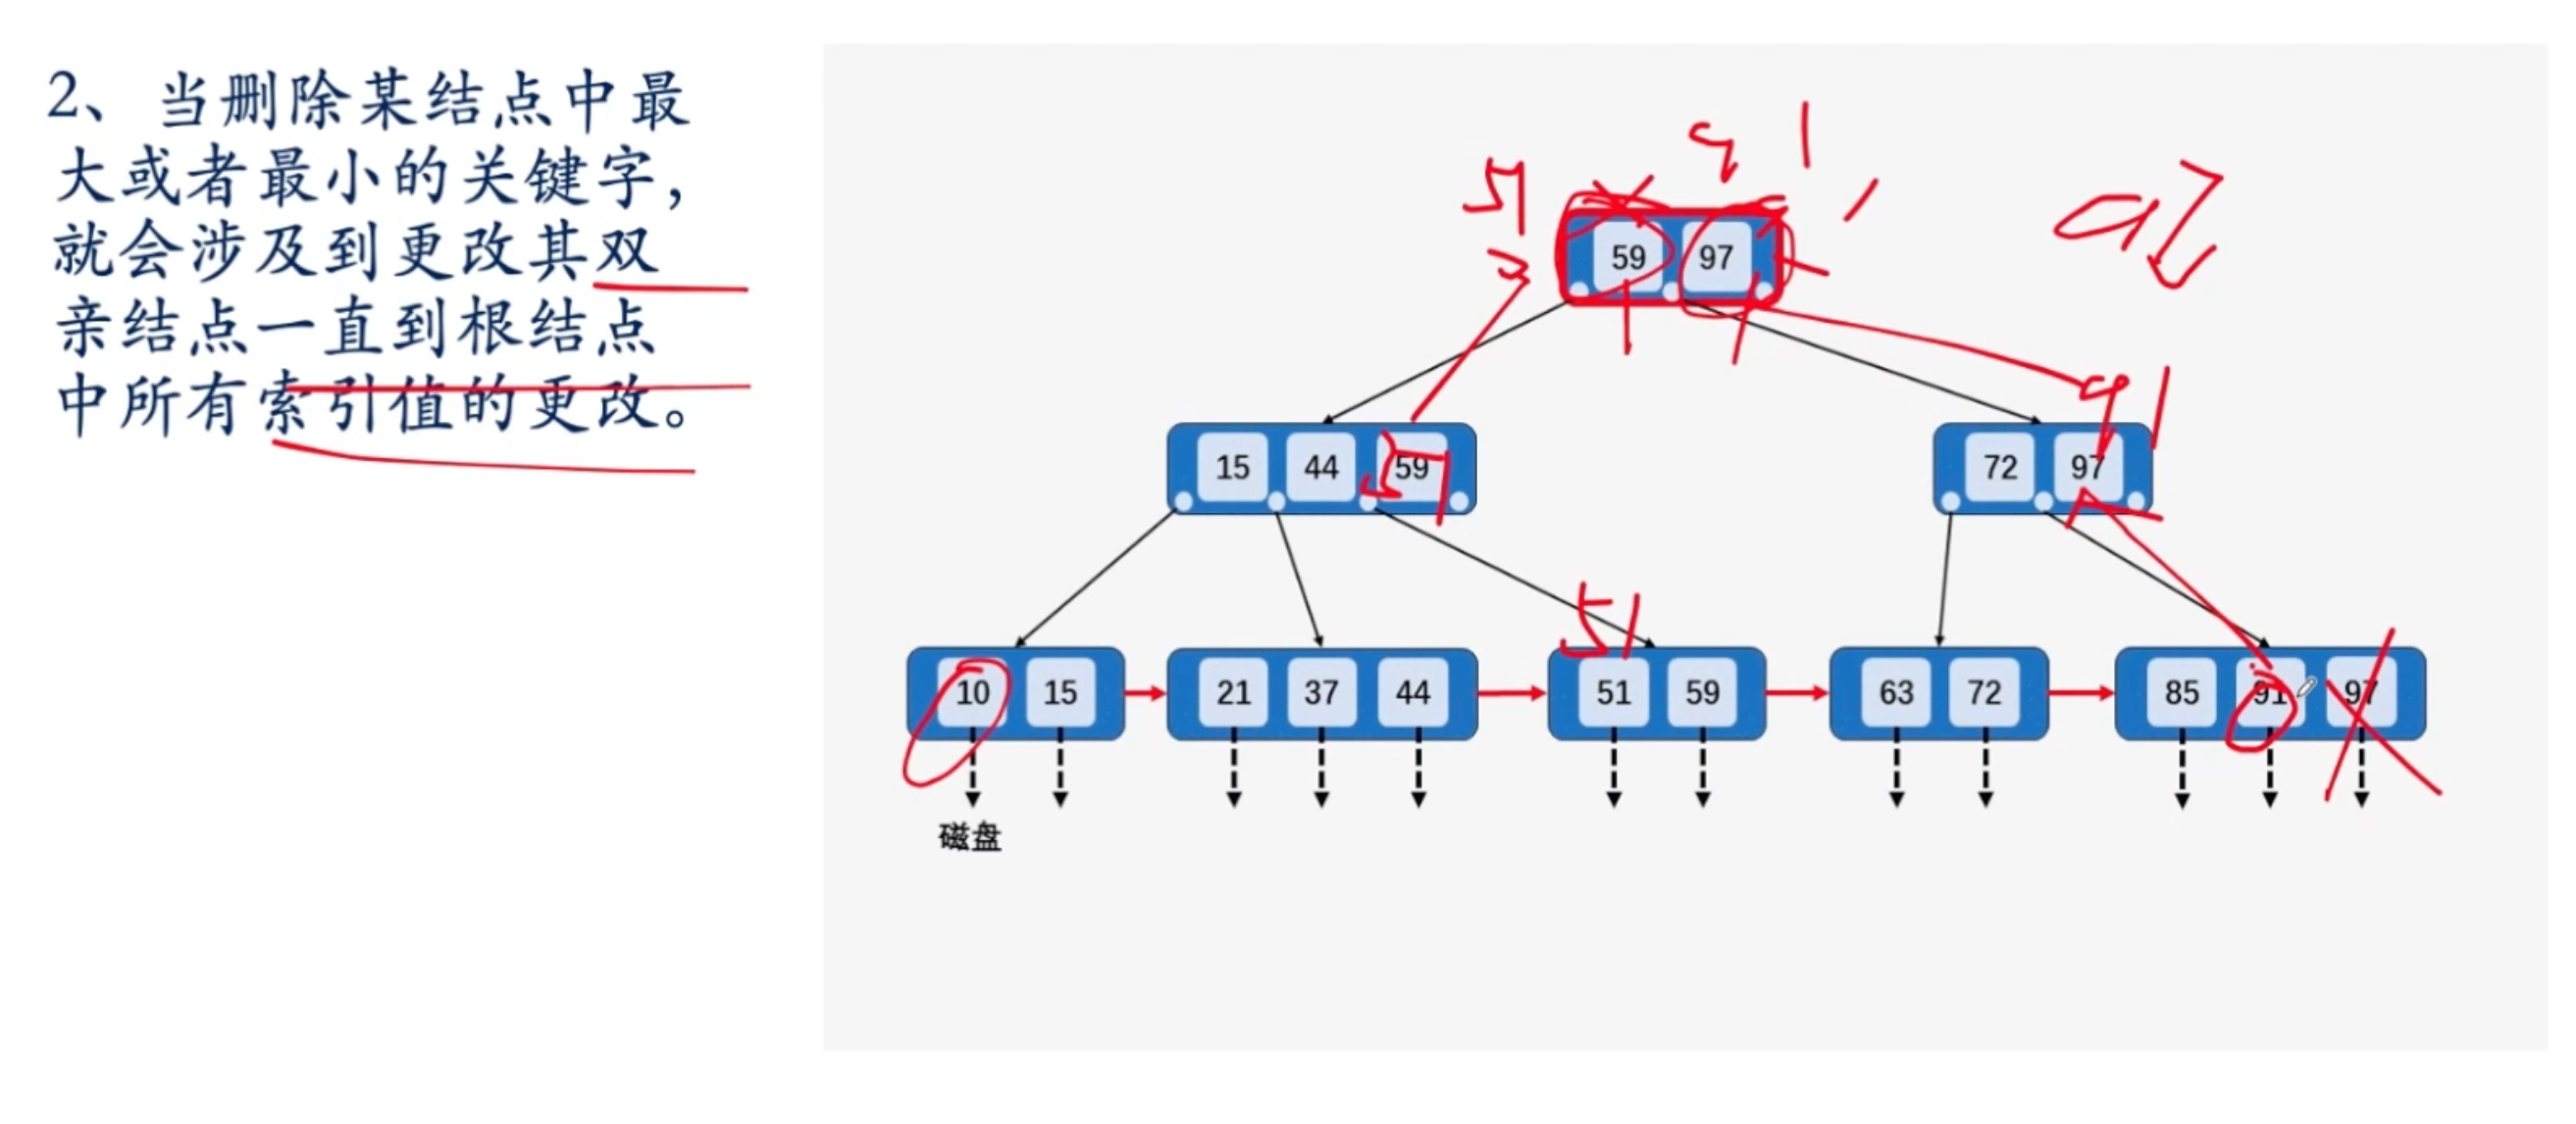 2、当删除某结点中最
大或者最小的关键字，
就会涉及到更改其双
亲结点一直到根结点
中所有索引值的更改。
51 91
59 97
91
15 44 59 72 97
51
10 15 21 37 44 51 59 63 72 85 91 97
磁盘